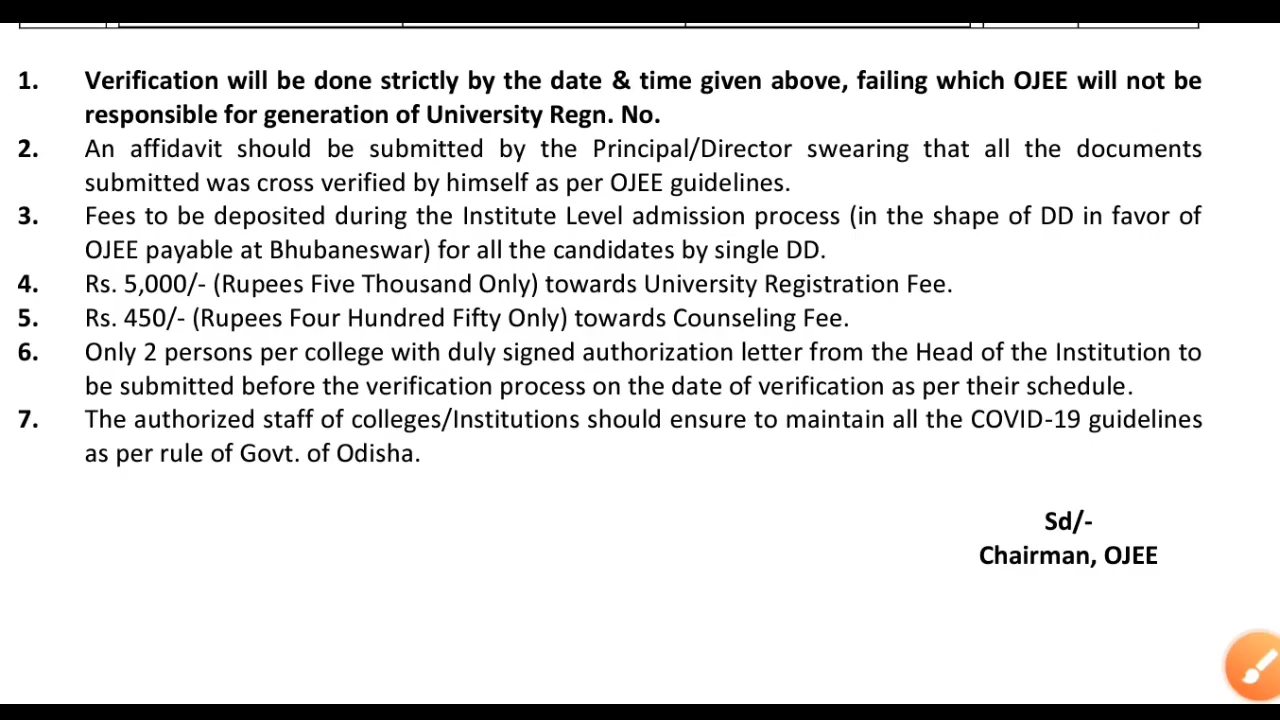 1. Verification will be done strictly by the date & time given above, failing which OJEE will not be
responsible for generation of University Regn. No.
2. An affidavit should be submitted by the Principal/Director swearing that all the documents
submitted was cross verified by himself as per OJEE guidelines.
3. Fees to be deposited during the Institute Level admission process (in the shape of DD in favor of
OJEE payable at Bhubaneswar) for all the candidates by single DD.
4. Rs. 5,000/- (Rupees Five Thousand Only) towards University Registration Fee.
5. Rs. 450/- (Rupees Four Hundred Fifty Only) towards Counseling Fee.
6. Only 2 persons per college with duly signed authorization letter from the Head of the Institution to
be submitted before the verification process on the date of verification as per their schedule.
7. The authorized staff of colleges/Institutions should ensure to maintain all the COVID-19 guidelines
as per rule of Govt. of Odisha.
Sd/-
Chairman, OJEE